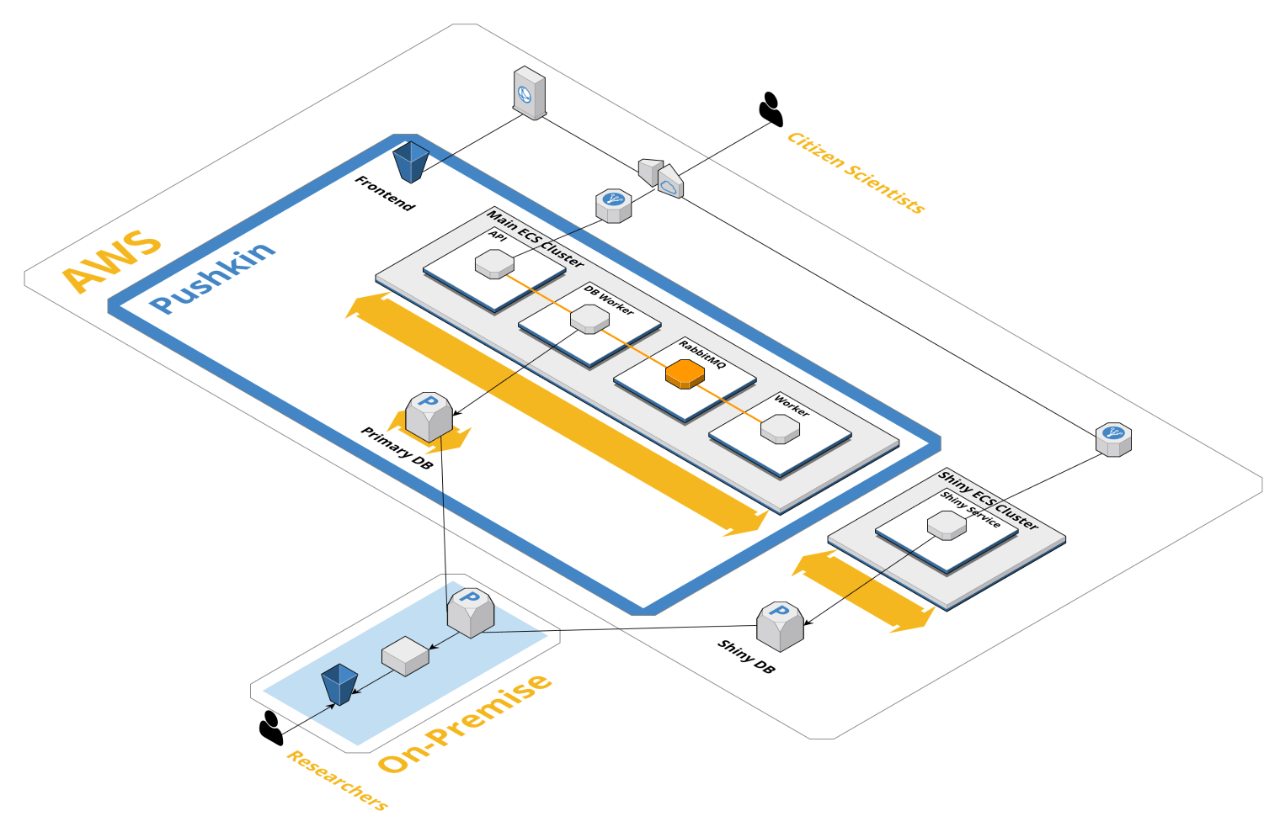 Citizen Scientists
Frontend
AWS
Pushkin
Main ECS Cluster
API
DB Worker
RabbitMQ
Worker
P
Primary DB
Shiny ECS Cluster
Shiny Service
P
Shiny DB
P
On-Premise
Researchers